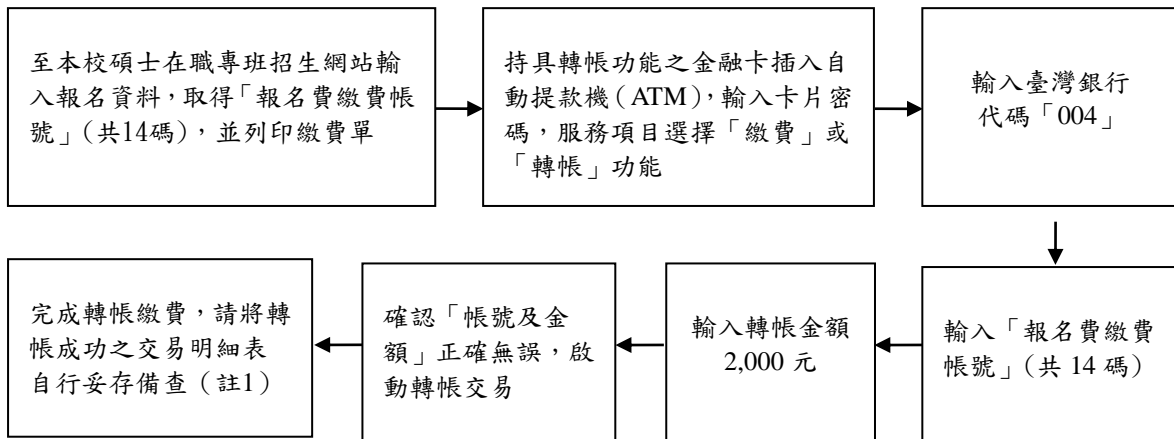 至本校碩士在職專班招生網站輸
入報名資料，取得「報名費繳費帳
號」（共14碼），並列印繳費單
持具轉帳功能之金融卡插入自
動提款機（ATM），輸入卡片密
碼，服務項目選擇「繳費」或
「轉帳」功能
輸入臺灣銀行
代碼「004」
輸入「報名費繳費
帳號」（共 14 碼）
輸入轉帳金額
2,000 元
確認「帳號及金
額」正確無誤，啟
動轉帳交易
完成轉帳繳費，請將轉
帳成功之交易明細表
自行妥存備查（註1）